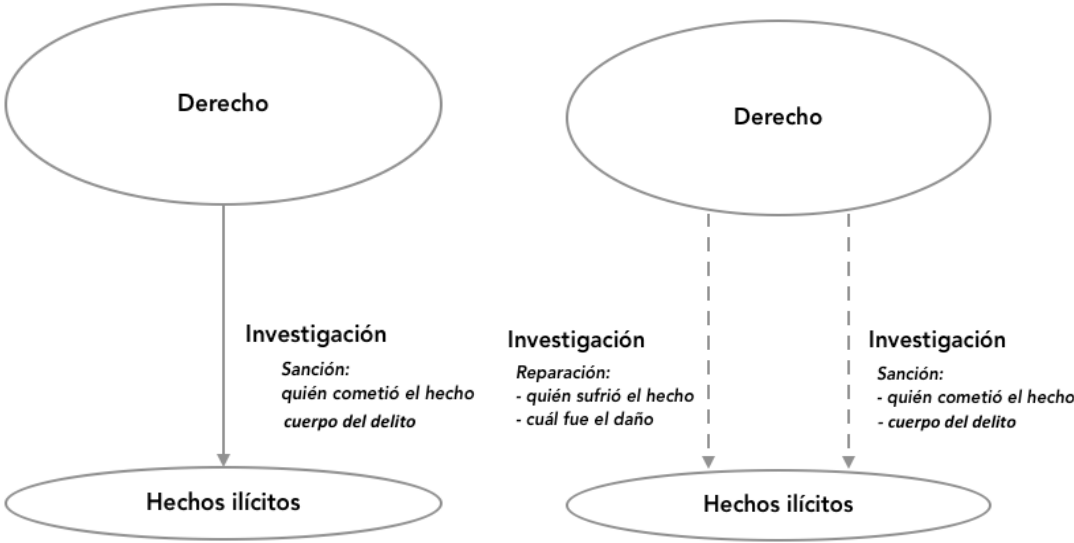 Derecho
Investigación
Sanción:
quién cometió el hecho
cuerpo del delito
Hechos ilícitos
Derecho
Investigación
Reparación:
- quién sufrió el hecho
- cuál fue el daño
Investigación
Sanción:
- quién cometió el hecho
- cuerpo del delito
Hechos ilícitos